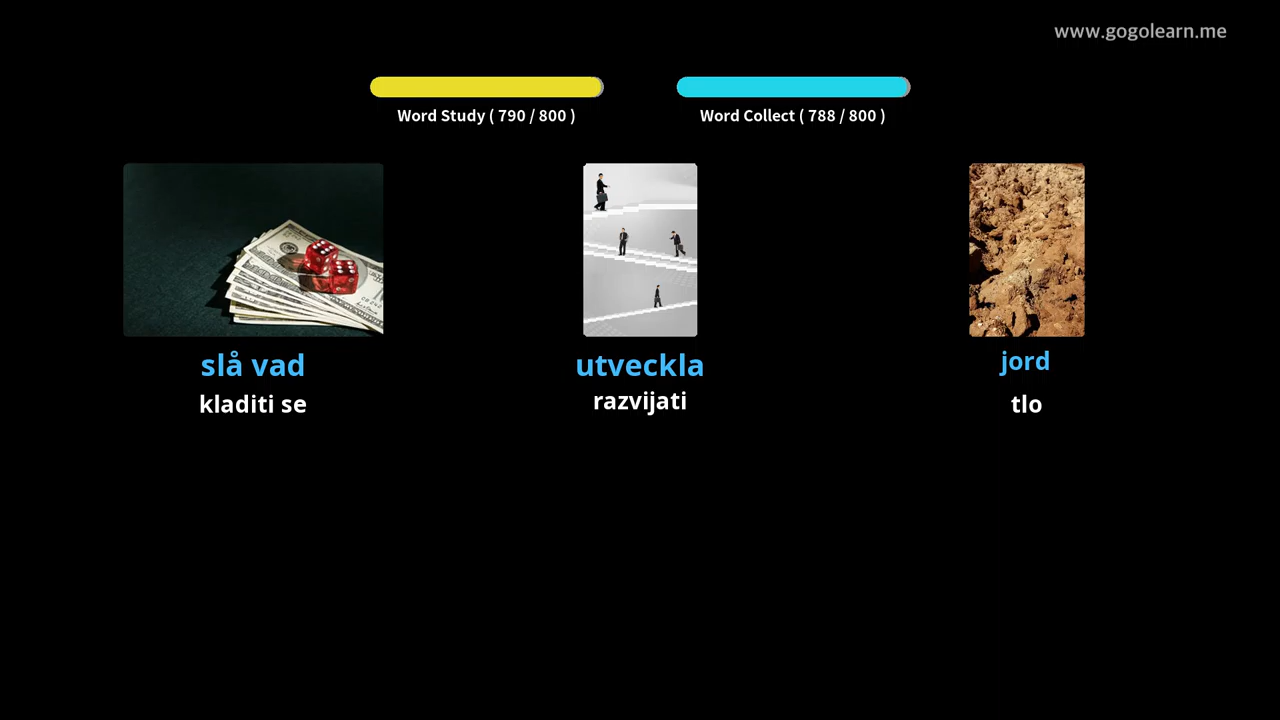 www.gogolearn.me
Word Study ( 790 / 800 )
Word Collect ( 788 / 800 )
slå vad
kladiti se
utveckla
razvijati
jord
tlo